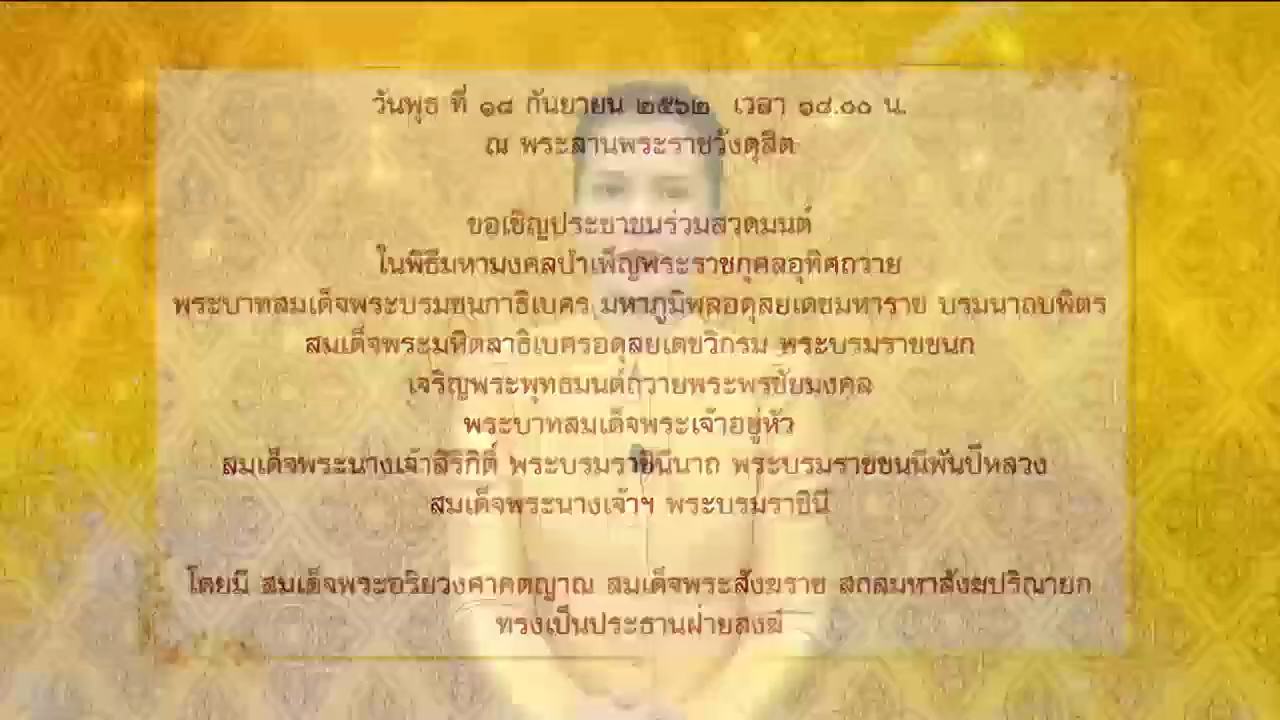 วันพุธ ที่ ๑๘ กันยายน ๒๕๖๒ เวลา ๑๘.๐๐ น.
ณ พระลานพระราชวังดุสิต
ขอเชิญประชาชนร่วมสวดมนต์
ในพิธีมหามงคลบำเพ็ญพระราชกุศลอุทิศถวาย
พระบาทสมเด็จพระบรมชนกาธิเบศร มหาภูมิพลอดุลยเดชมหาราช บรมนาถบพิตร
สมเด็จพระมหิตลาธิเบศรอดุลยเดชวิกรม พระบรมราชชนก
เจริญพระพุทธมนต์ถวายพระพรชัยมงคล
พระบาทสมเด็จพระเจ้าอยู่หัว
สมเด็จพระนางเจ้าสิริกิติ์ พระบรมราชินีนาถ พระบรมราชชนนีพันปีหลวง
สมเด็จพระนางเจ้าฯ พระบรมราชินี
โดยมี สมเด็จพระอริยวงศาคตญาณ สมเด็จพระสังฆราช สกลมหาสังฆปริณายก
ทรงเป็นประธานฝ่ายสงฆ์